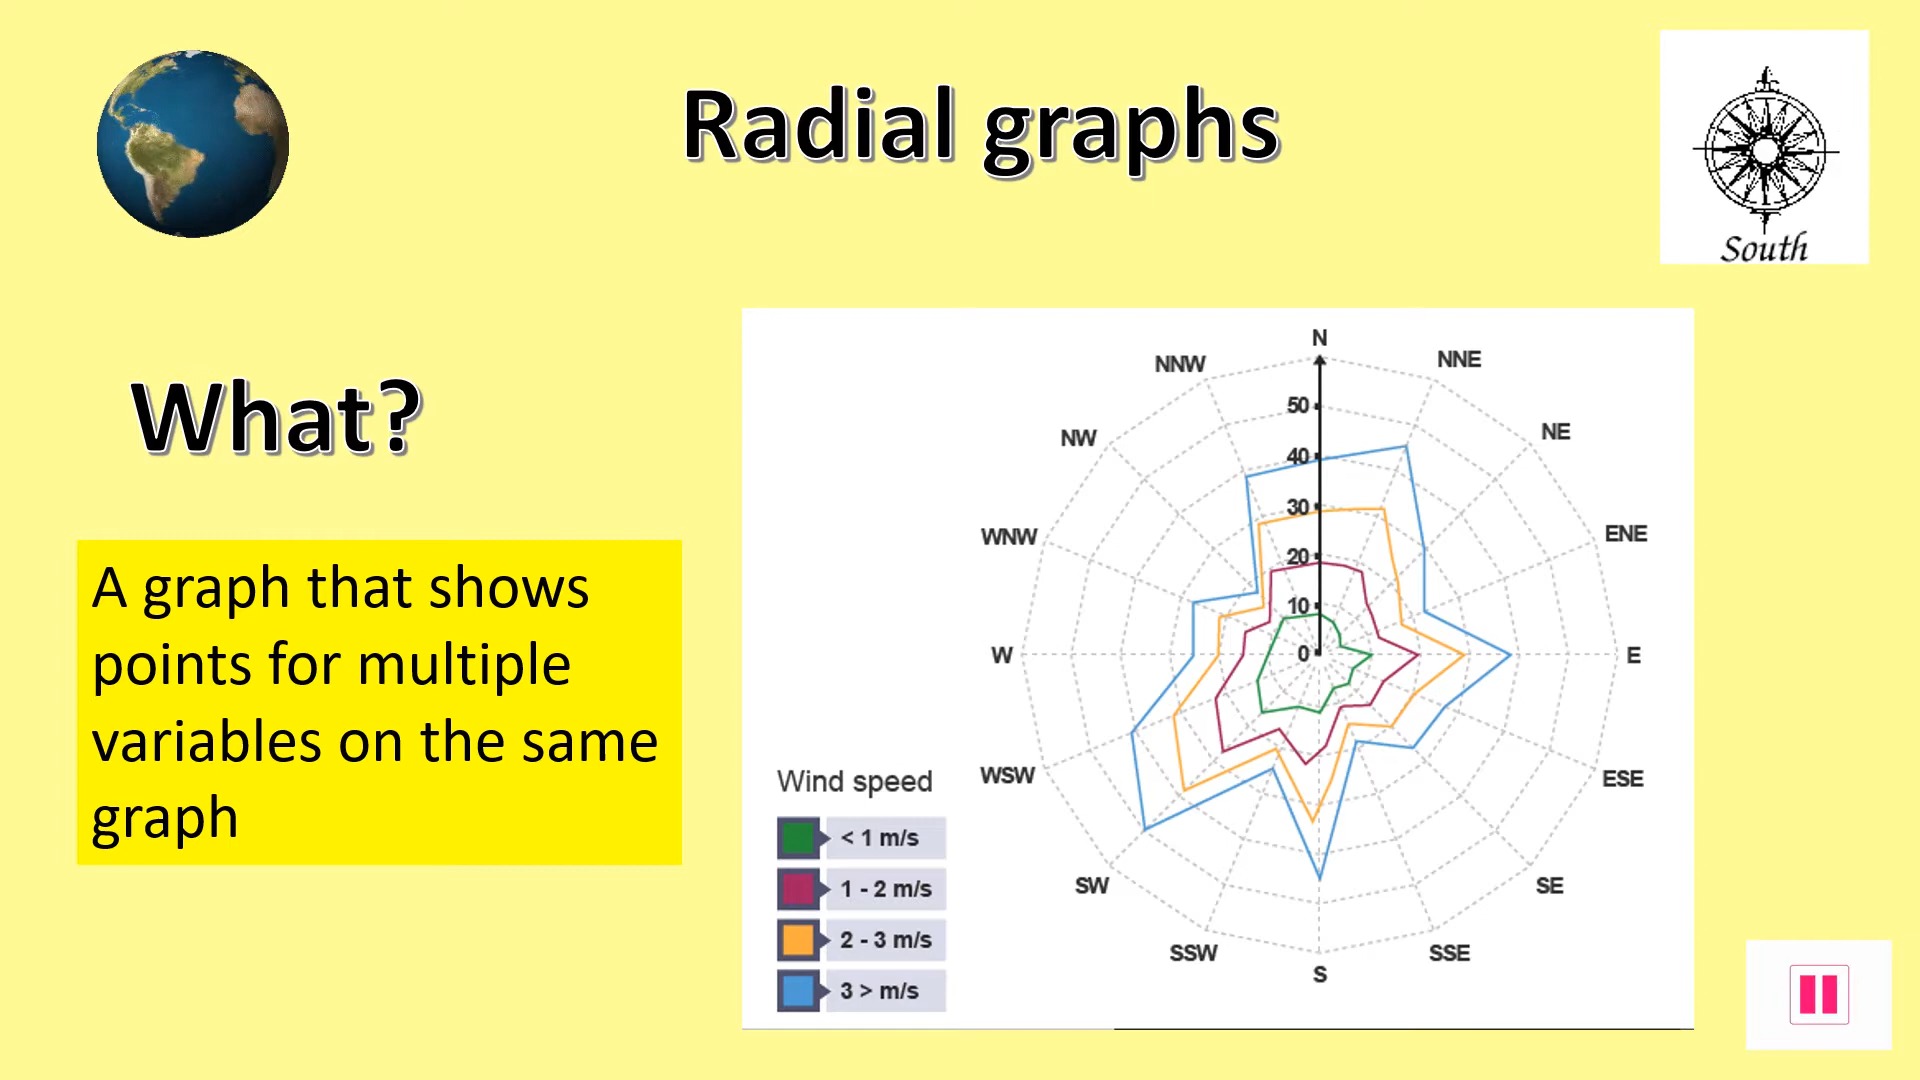 Radial graphs
South
What?
A graph that shows
points for multiple
variables on the same
graph
N
NNW
NNE
50
NW
NE
40
30
WNW
ENE
20
10
W
0
E
WSW
ESE
Wind speed
< 1 m/s
1 - 2 m/s
SW
SE
2 - 3 m/s
SSW
SSE
S
3 > m/s